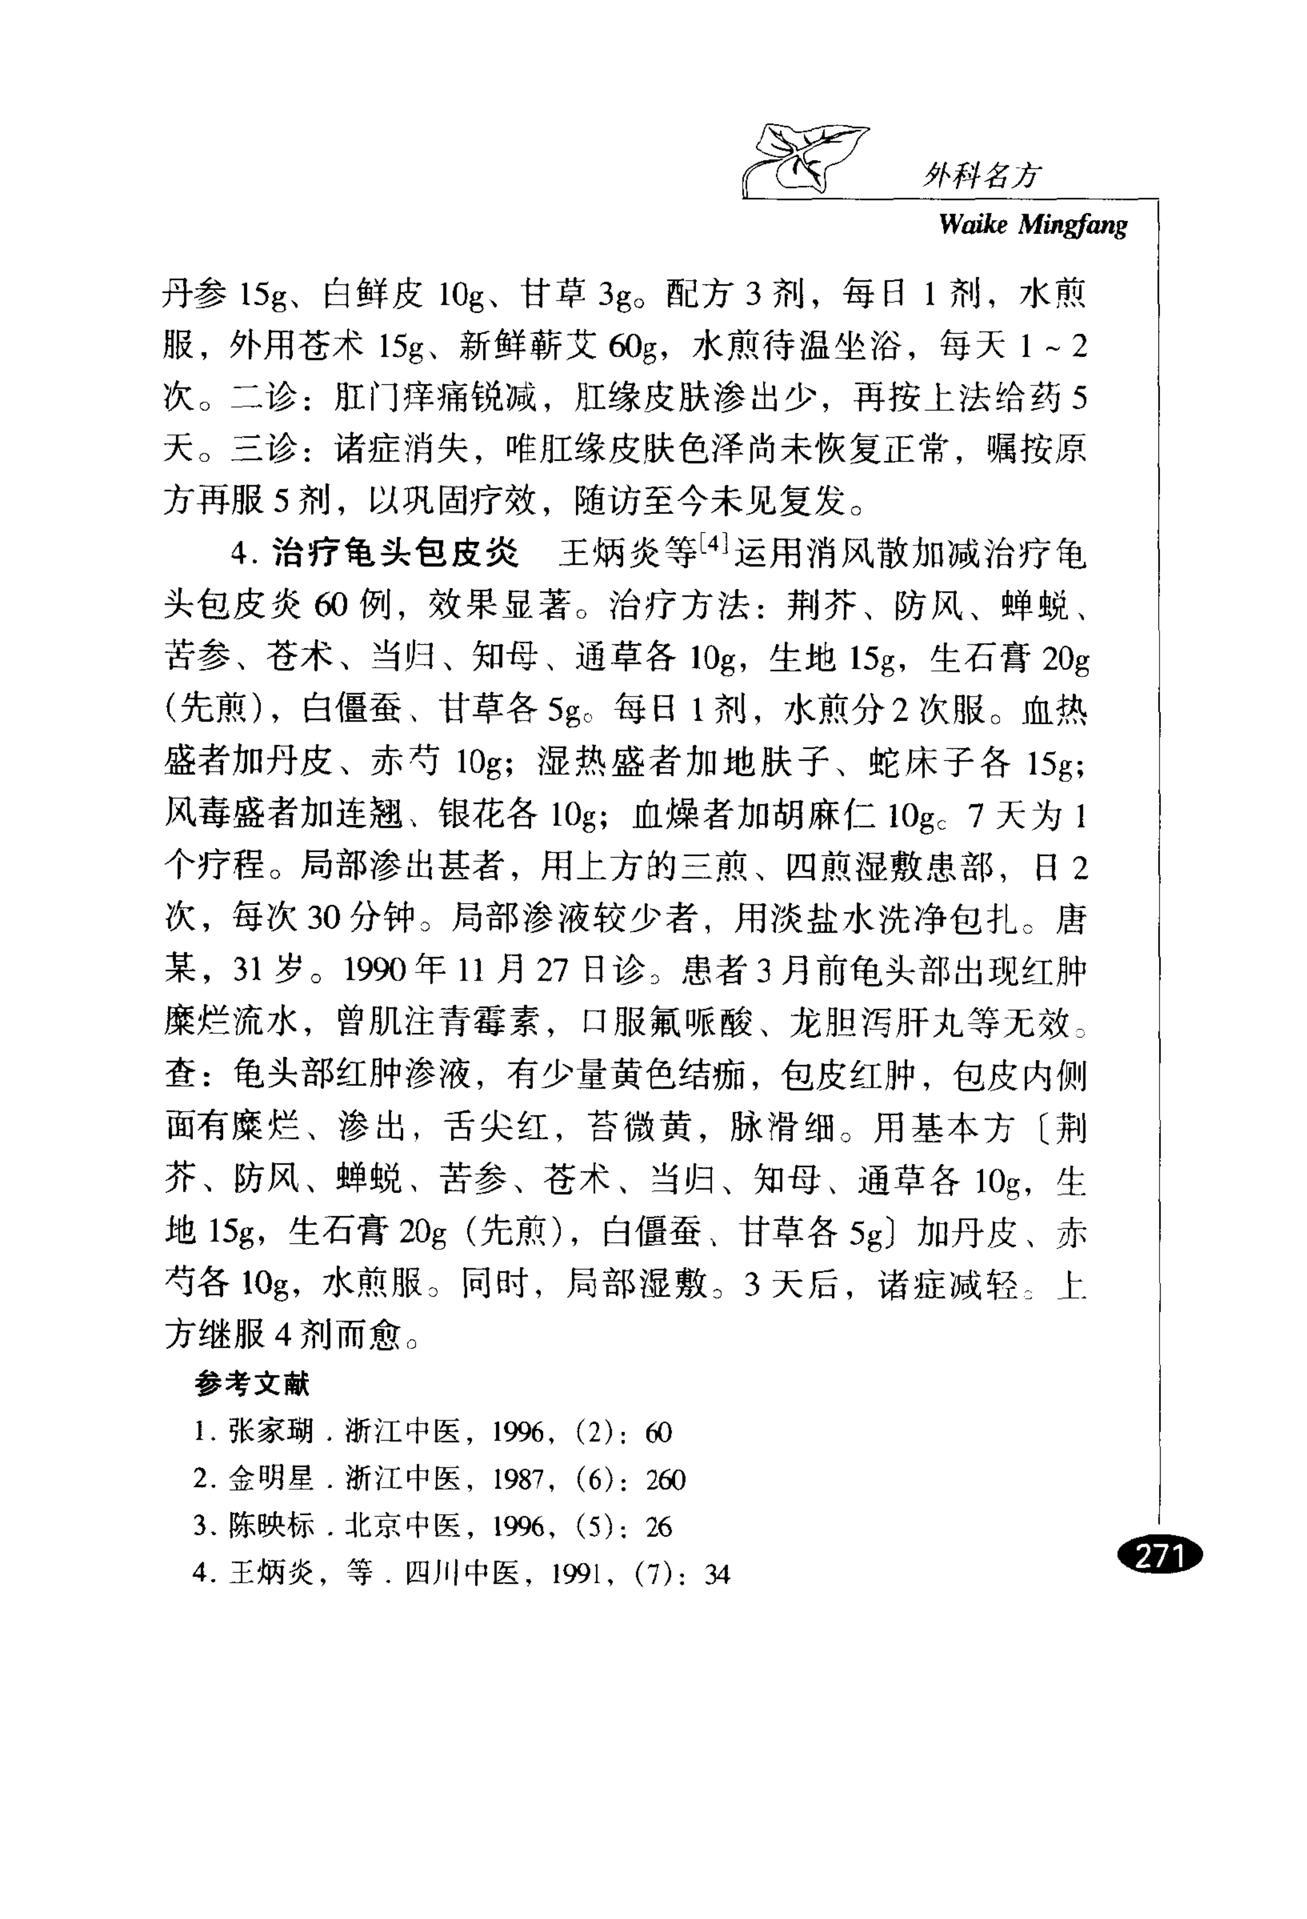 外科名方
Waike Mingfang
丹参 15g、白鲜皮 10g、甘草 3g。配方 3 剂，每日 1 剂，水煎
服，外用苍术 15g、新鲜蕲艾 60g，水煎待温坐浴，每天 1～2
次。二诊：肛门痒痛锐减，肛缘皮肤渗出少，再按上法给药 5
天。三诊：诸症消失，唯肛缘皮肤色泽尚未恢复正常，嘱按原
方再服 5 剂，以巩固疗效，随访至今未见复发。
4. 治疗龟头包皮炎　王炳炎等[4]运用消风散加减治疗龟
头包皮炎 60 例，效果显著。治疗方法：荆芥、防风、蝉蜕、
苦参、苍术、当归、知母、通草各 10g，生地 15g，生石膏 20g
（先煎），白僵蚕、甘草各 5g。每日 1 剂，水煎分 2 次服。血热
盛者加丹皮、赤芍 10g；湿热盛者加地肤子、蛇床子各 15g；
风毒盛者加连翘、银花各 10g；血燥者加胡麻仁 10g。7 天为 1
个疗程。局部渗出甚者，用上方的三煎、四煎湿敷患部，日 2
次，每次 30 分钟。局部渗液较少者，用淡盐水洗净包扎。唐
某，31 岁。1990 年 11 月 27 日诊。患者 3 月前龟头部出现红肿
糜烂流水，曾肌注青霉素，口服氟哌酸、龙胆泻肝丸等无效。
查：龟头部红肿渗液，有少量黄色结痂，包皮红肿，包皮内侧
面有糜烂、渗出，舌尖红，苔微黄，脉滑细。用基本方〔荆
芥、防风、蝉蜕、苦参、苍术、当归、知母、通草各 10g，生
地 15g，生石膏 20g（先煎），白僵蚕、甘草各 5g〕加丹皮、赤
芍各 10g，水煎服。同时，局部湿敷。3 天后，诸症减轻。上
方继服 4 剂而愈。
参考文献
1. 张家瑚．浙江中医，1996，（2）：60
2. 金明星．浙江中医，1987，（6）：260
3. 陈映标．北京中医，1996，（5）：26
4. 王炳炎，等．四川中医，1991，（7）：34
271